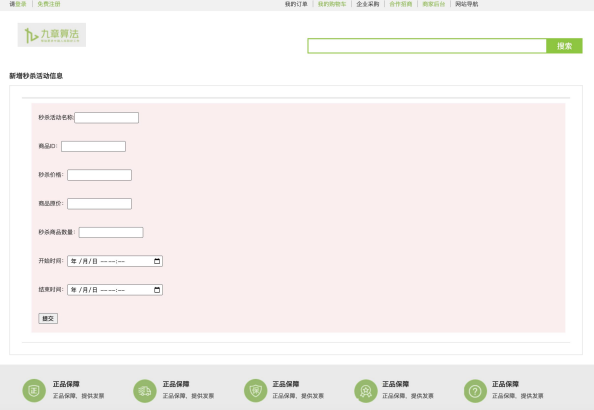 请登录 免费注册
我的订单 我的购物车 企业采购 合作招商 商家后台 网站导航
九章算法
搜索
新增秒杀活动信息
秒杀活动名称:
商品ID:
秒杀价格:
商品原价:
秒杀商品数量:
开始时间: 年 /月/日 --:--
结束时间: 年 /月/日 --:--
提交
正品保障 正品保障 正品保障 正品保障 正品保障
正品保障、提供发票 正品保障、提供发票 正品保障、提供发票 正品保障、提供发票 正品保障、提供发票